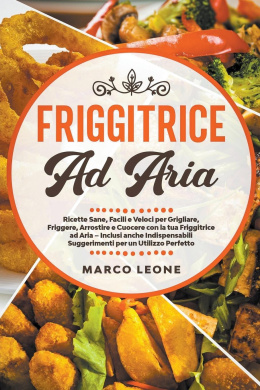 FRIGGITRICE
Ad Aria
Ricette Sane, Facili e Veloci per Grigliare,
Friggere, Arrostire e Cuocere con la tua Friggitrice
ad Aria – Inclusi anche Indispensabili
Suggerimenti per un Utilizzo Perfetto
MARCO LEONE